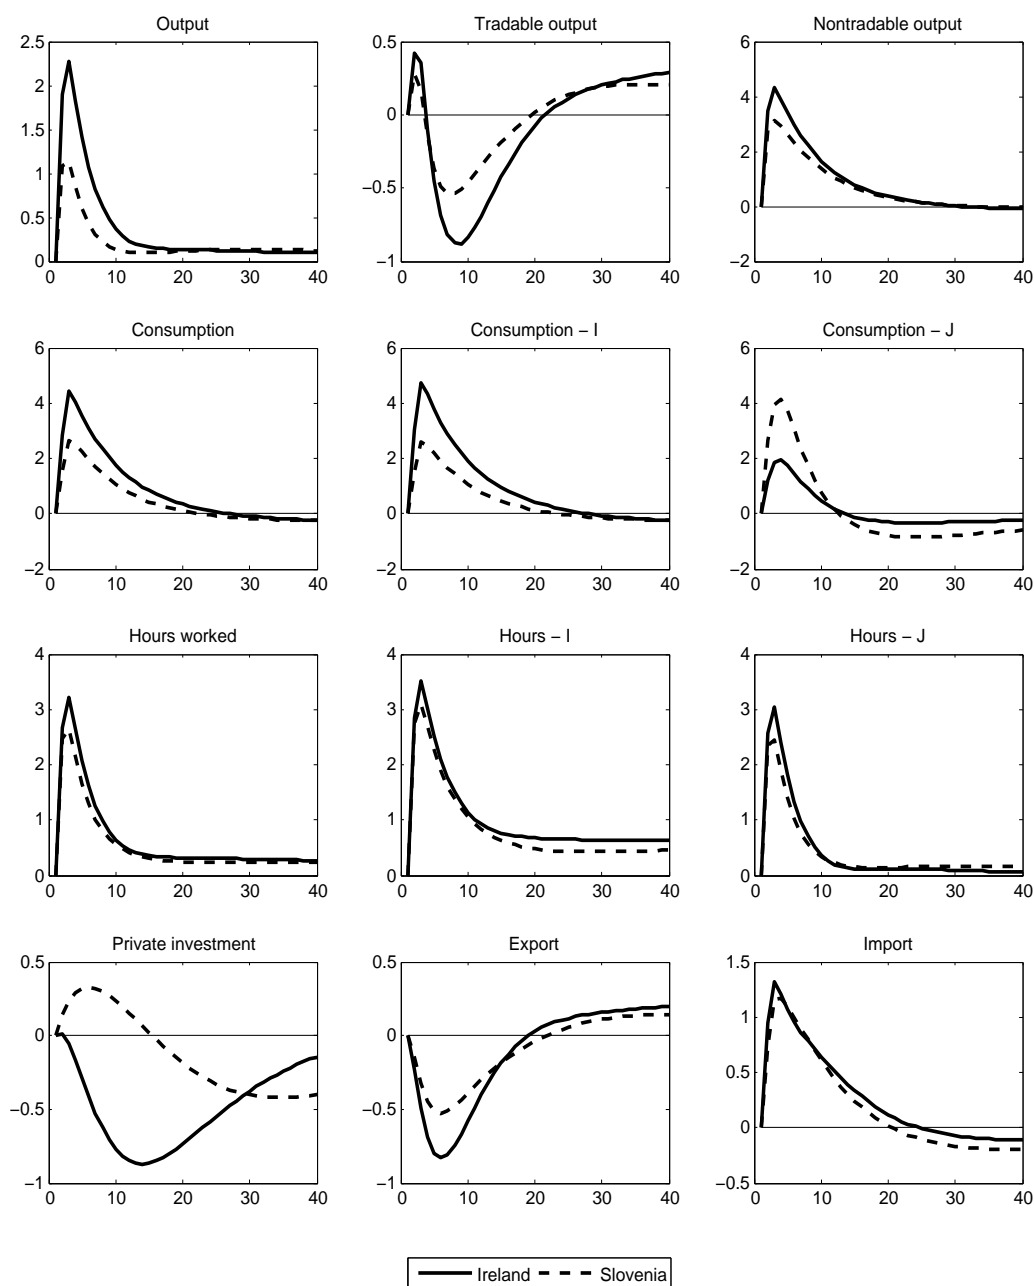 Output
Tradable output
Nontradable output
2.5
2
1.5
1
0.5
0
0 10 20 30 40
0.5
0
−0.5
−1
0 10 20 30 40
6
4
2
0
−2
0 10 20 30 40
Consumption
Consumption − I
Consumption − J
6
4
2
0
−2
0 10 20 30 40
6
4
2
0
−2
0 10 20 30 40
6
4
2
0
−2
0 10 20 30 40
Hours worked
Hours − I
Hours − J
4
3
2
1
0
0 10 20 30 40
4
3
2
1
0
0 10 20 30 40
4
3
2
1
0
0 10 20 30 40
Private investment
Export
Import
0.5
0
−0.5
−1
0 10 20 30 40
0.5
0
−0.5
−1
0 10 20 30 40
1.5
1
0.5
0
−0.5
0 10 20 30 40
Ireland Slovenia